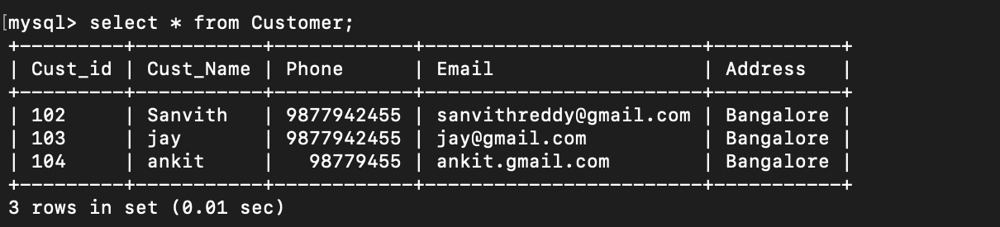 [mysql> select * from Customer;
+---------+-----------+------------+-------------------------+-----------+
| Cust_id | Cust_Name | Phone      | Email                   | Address   |
+---------+-----------+------------+-------------------------+-----------+
| 102     | Sanvith   | 9877942455 | sanvithreddy@gmail.com | Bangalore |
| 103     | jay       | 9877942455 | jay@gmail.com          | Bangalore |
| 104     | ankit     |   98779455 | ankit.gmail.com        | Bangalore |
+---------+-----------+------------+-------------------------+-----------+
3 rows in set (0.01 sec)